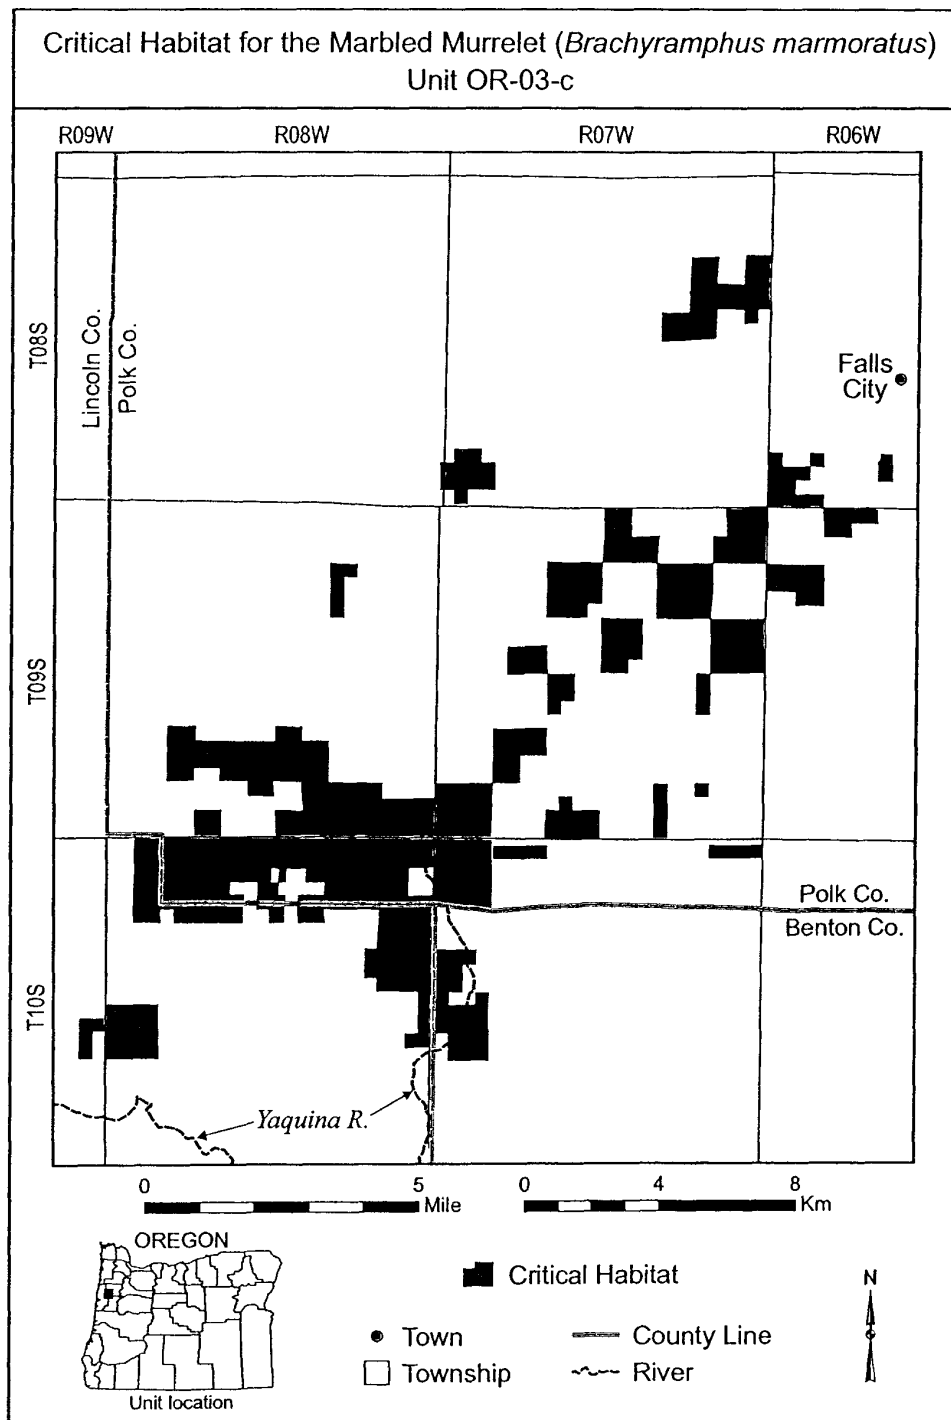 Critical Habitat for the Marbled Murrelet (Brachyramphus marmoratus)
Unit OR-03-c
R09W R08W R07W R06W
T08S
Lincoln Co.
Polk Co.
Falls
City
T09S
Polk Co.
Benton Co.
T10S
Yaquina R.
0 5 Mile
0 4 8 Km
OREGON
Unit location
Critical Habitat
Town
County Line
Township
River
N